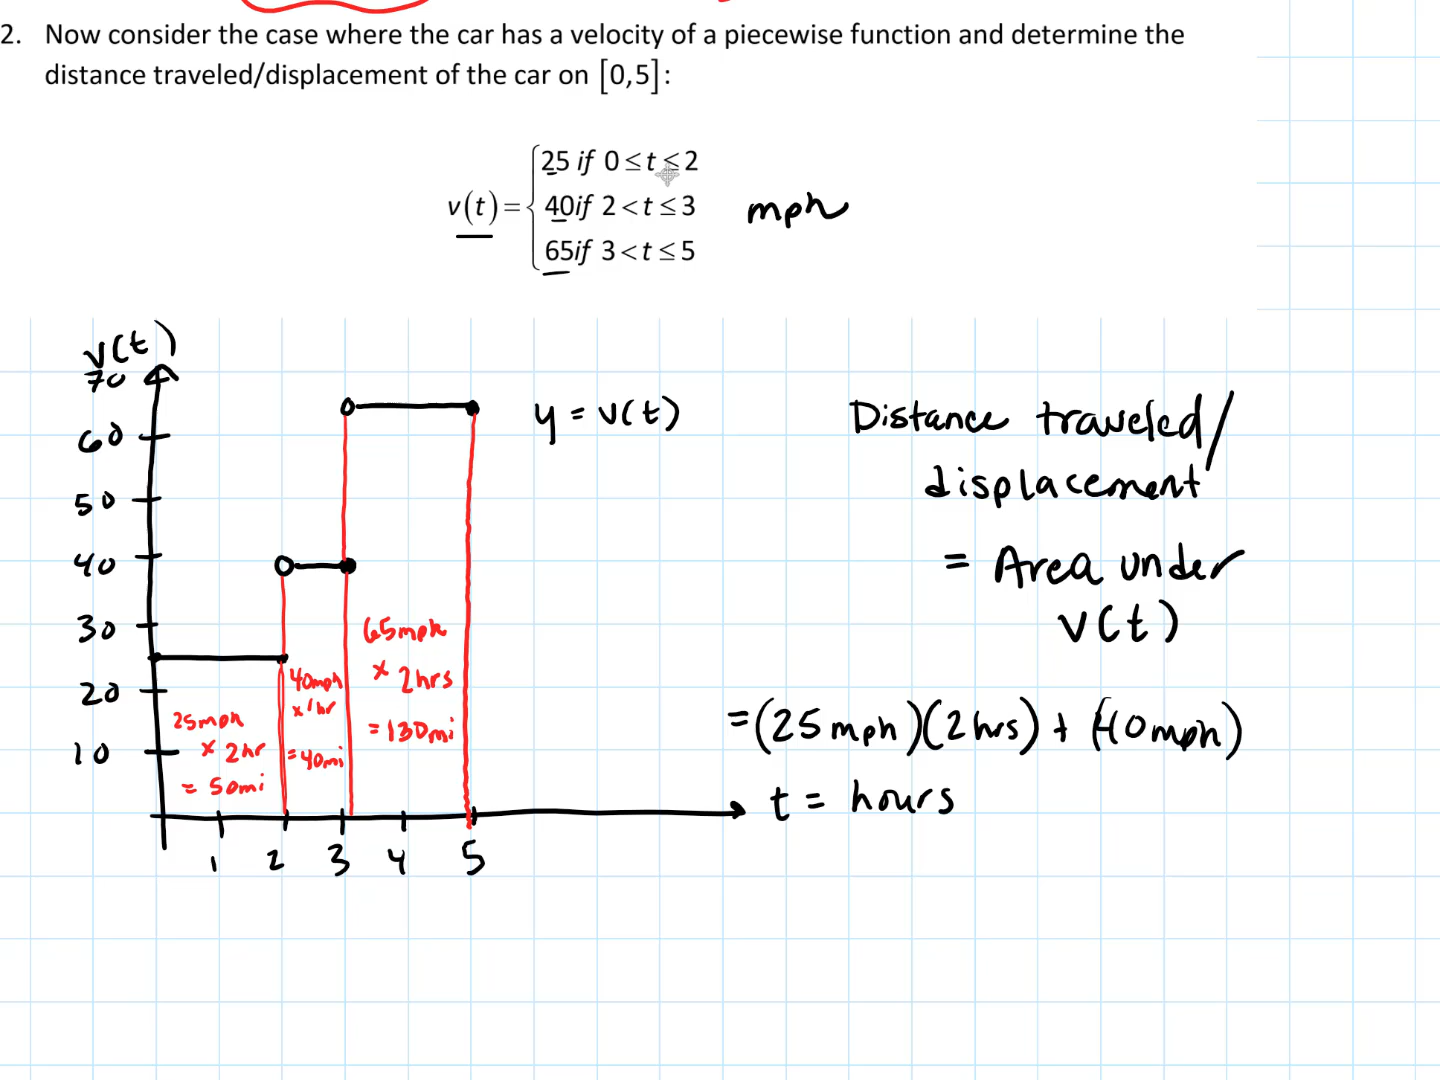 2. Now consider the case where the car has a velocity of a piecewise function and determine the
distance traveled/displacement of the car on [0,5]:
25 if 0 ≤ t ≤ 2
v(t) = { 40 if 2 < t ≤ 3 mph
65 if 3 < t ≤ 5
v(t)
70
60
50
40
30
20
10
y = v(t)
Distance traveled/
displacement
= Area under
v(t)
25mph
x 2hr
= 50mi
40mph
x 1hr
= 40mi
65mph
x 2hrs
= 130mi
= (25 mph)(2 hrs) + (40 mph)
t = hours
1 2 3 4 5